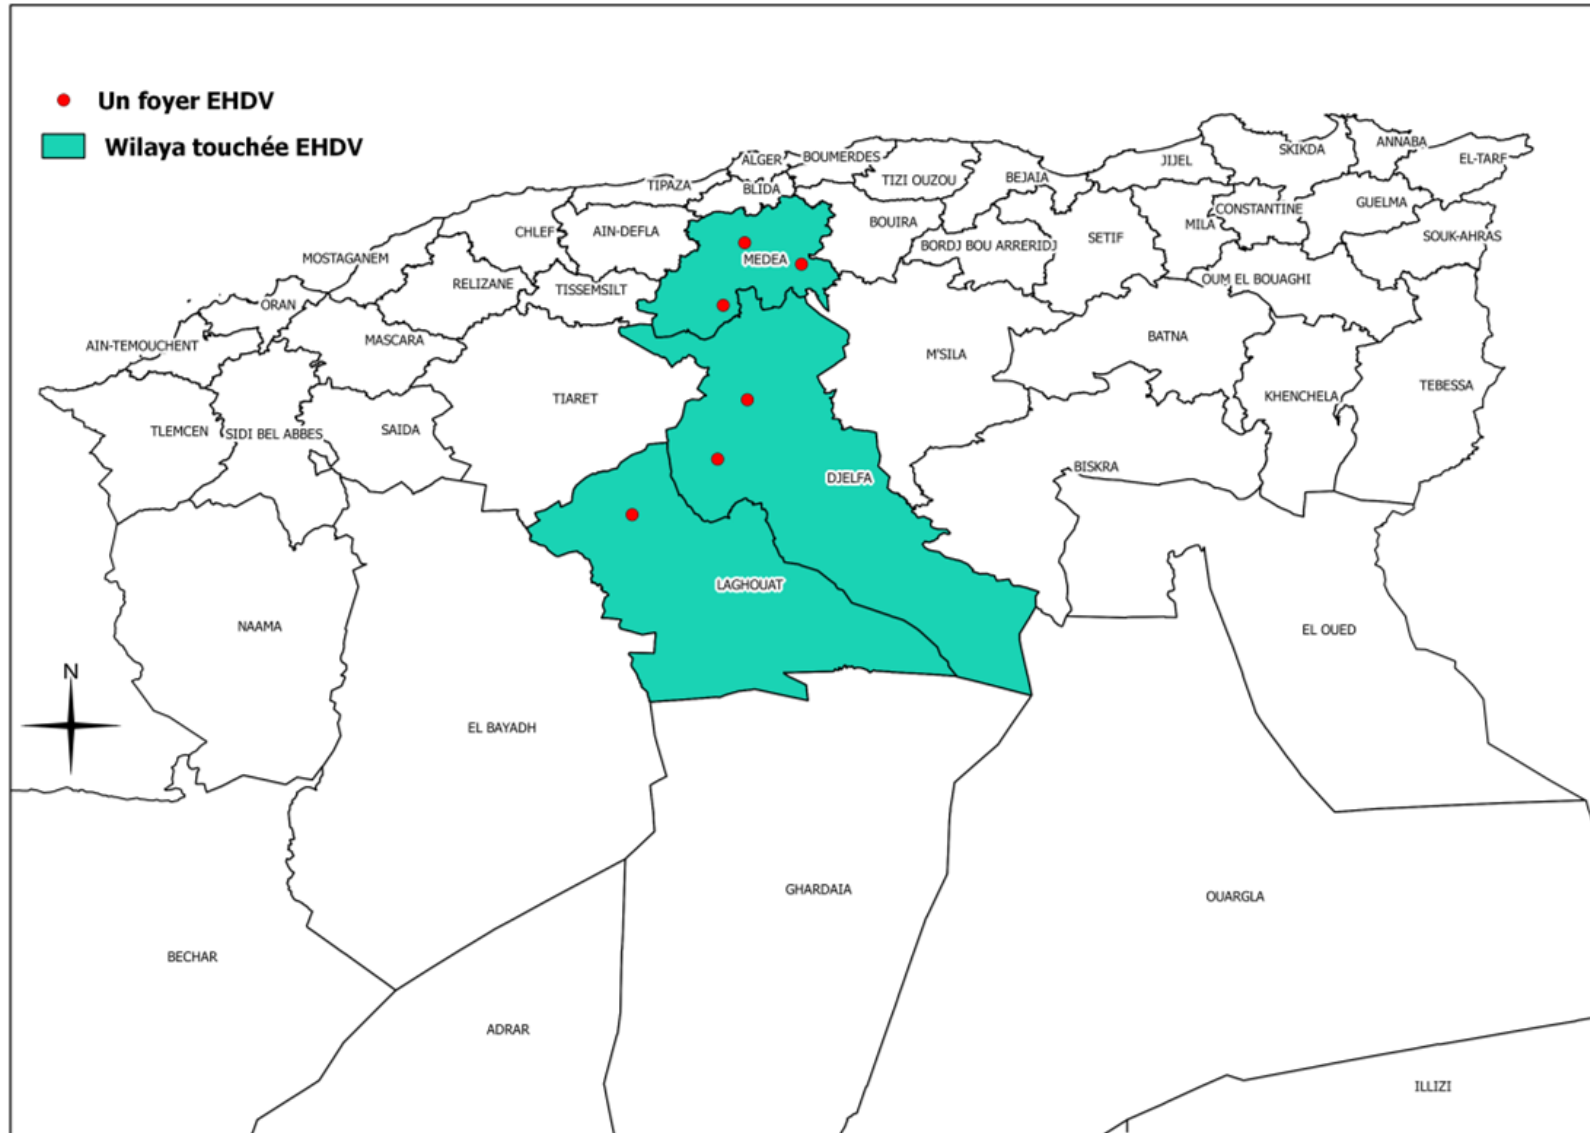 Un foyer EHDV
Wilaya touchée EHDV
ANNABA
SKIKDA
EL-TARF
JIJEL
ALGER
BOUMERDES
TIZI OUZOU
BEJAIA
TIPAZA
BLIDA
GUELMA
CONSTANTINE
MILA
BOUIRA
AIN-DEFLA
CHLEF
SETIF
SOUK-AHRAS
BORDJ BOU ARRERIDJ
MOSTAGANEM
MEDEA
OUM EL BOUAGHI
RELIZANE
TISSEMSILT
ORAN
BATNA
MASCARA
AIN-TEMOUCHENT
M'SILA
TEBESSA
KHENCHELA
TIARET
TLEMCEN
SIDI BEL ABBES
SAIDA
BISKRA
DJELFA
LAGHOUAT
NAAMA
EL OUED
N
EL BAYADH
GHARDAIA
OUARGLA
BECHAR
ADRAR
ILLIZI